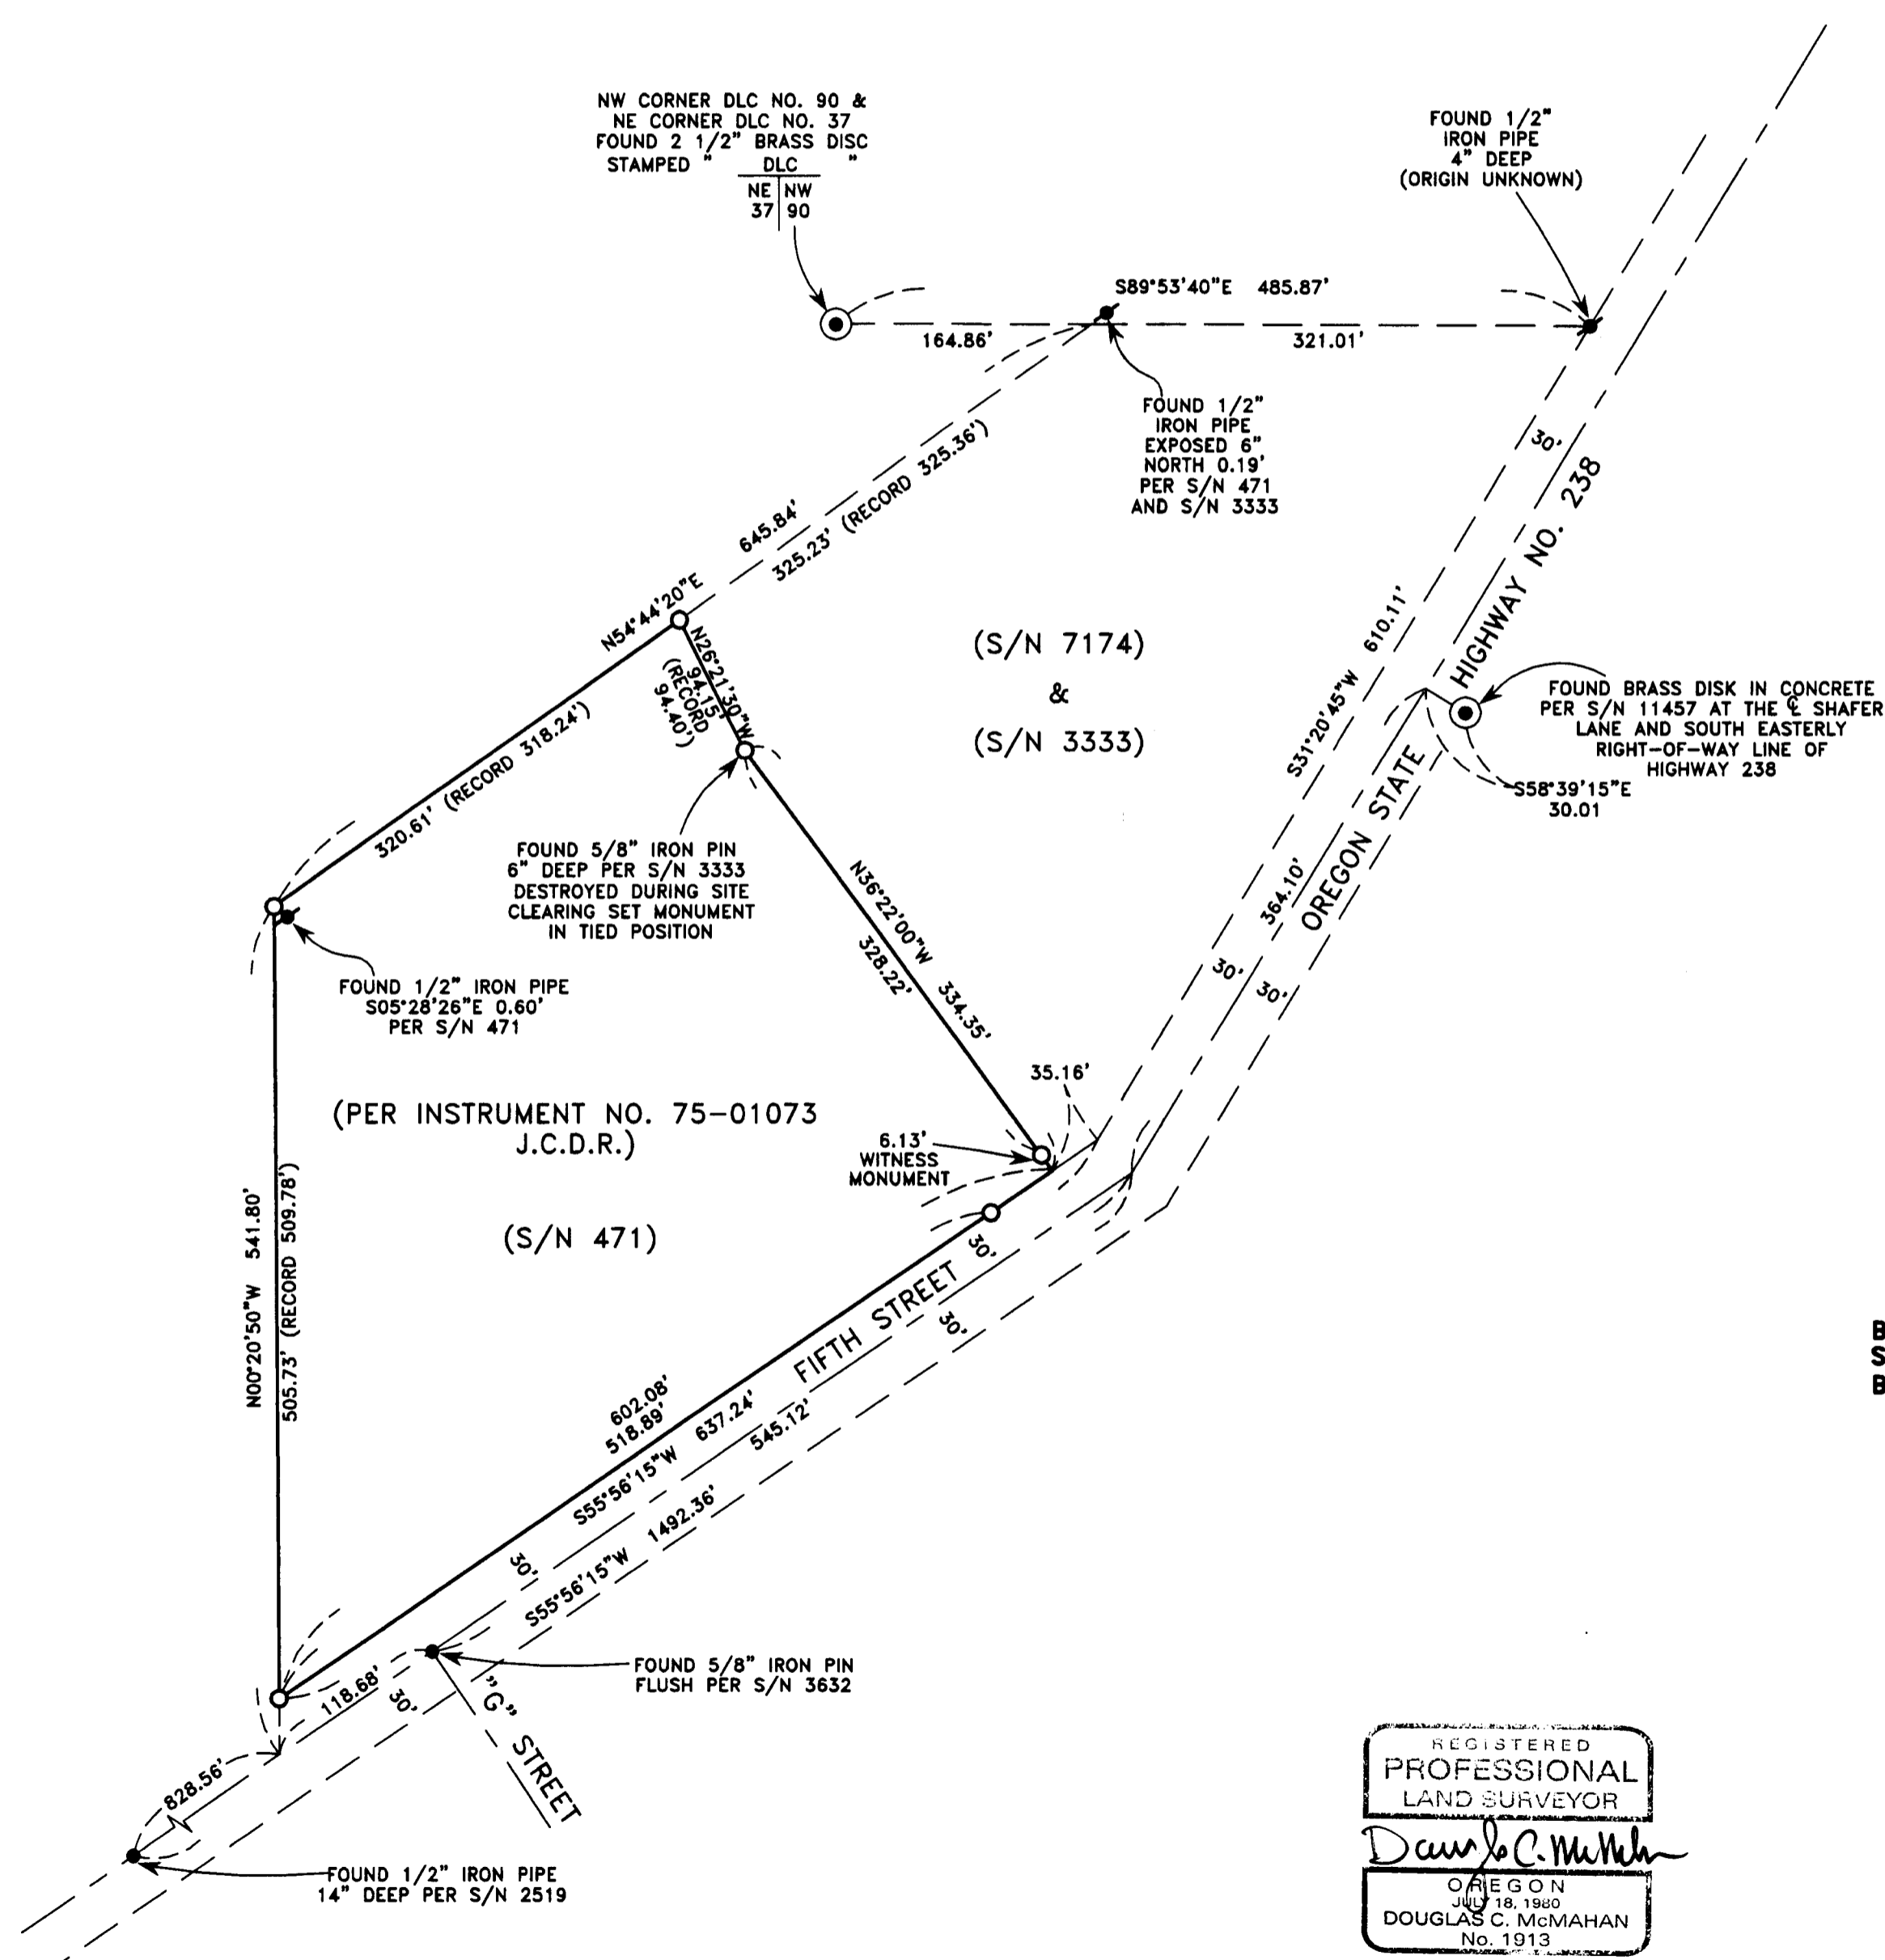 NW CORNER DLC NO. 90 &
NE CORNER DLC NO. 37
FOUND 2 1/2" BRASS DISC
STAMPED " DLC "
NE NW
37 90
FOUND 1/2"
IRON PIPE
4" DEEP
(ORIGIN UNKNOWN)
S89°53'40"E 485.87'
164.86'
321.01'
FOUND 1/2"
IRON PIPE
EXPOSED 6"
NORTH 0.19'
PER S/N 471
AND S/N 3333
30'
HIGHWAY NO. 238
OREGON STATE
645.84'
325.23' (RECORD 325.36')
N54°44'20"E
320.61' (RECORD 318.24')
N26°21'30"W
94.15'
(RECORD
94.40')
(S/N 7174)
&
(S/N 3333)
S31°20'45"W 610.11'
364.10'
FOUND BRASS DISK IN CONCRETE
PER S/N 11457 AT THE ℄ SHAFER
LANE AND SOUTH EASTERLY
RIGHT-OF-WAY LINE OF
HIGHWAY 238
S58°39'15"E
30.01
FOUND 5/8" IRON PIN
6" DEEP PER S/N 3333
DESTROYED DURING SITE
CLEARING SET MONUMENT
IN TIED POSITION
N36°22'00"W 334.35'
328.22'
30'
30'
FOUND 1/2" IRON PIPE
S05°28'26"E 0.60'
PER S/N 471
35.16'
6.13'
WITNESS
MONUMENT
(PER INSTRUMENT NO. 75-01073
J.C.D.R.)
(S/N 471)
N00°20'50"W 541.80'
505.73' (RECORD 509.78')
30'
FIFTH STREET
30'
602.08'
518.89'
S55°56'15"W 637.24'
545.12'
S55°56'15"W 1492.36'
30'
B
S
B
FOUND 5/8" IRON PIN
FLUSH PER S/N 3632
118.68'
30'
"G" STREET
828.56'
FOUND 1/2" IRON PIPE
14" DEEP PER S/N 2519
REGISTERED
PROFESSIONAL
LAND SURVEYOR
Douglas C. McMahan
OREGON
JULY 18, 1980
DOUGLAS C. McMAHAN
No. 1913